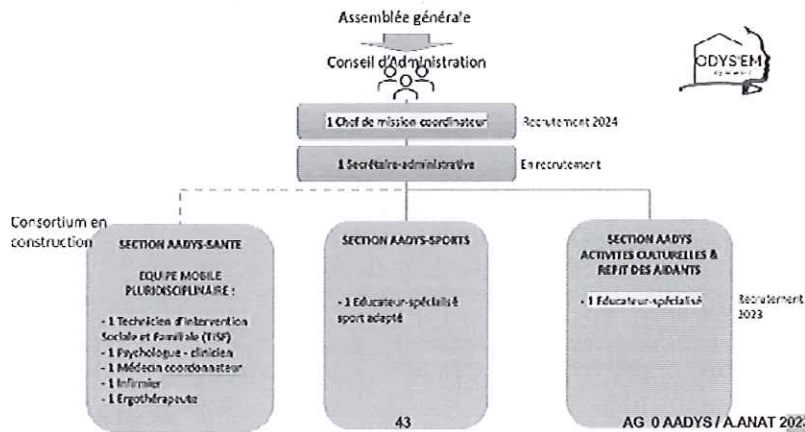 Assemblée générale
Conseil d'Administration
ODYS'EM
1 Chef de mission coordinateur
Recrutement 2024
1 Secrétaire-administrative
En recrutement
Consortium en
construction
SECTION AADYS-SANTE
EQUIPE MOBILE
PLURIDISCIPLINAIRE :
- 1 Technicien d'Intervention
Sociale et Familiale (TISF)
- 1 Psychologue - clinicien
- 1 Médecin coordonnateur
- 1 Infirmier
- 1 Ergothérapeute
SECTION AADYS-SPORTS
- 1 Educateur-spécialisé
sport adapté
SECTION AADYS
ACTIVITES CULTURELLES &
REPIT DES AIDANTS
- 1 Educateur-spécialisé
Recrutement
2023
43
AG 0 AADYS / A.ANAT 2023